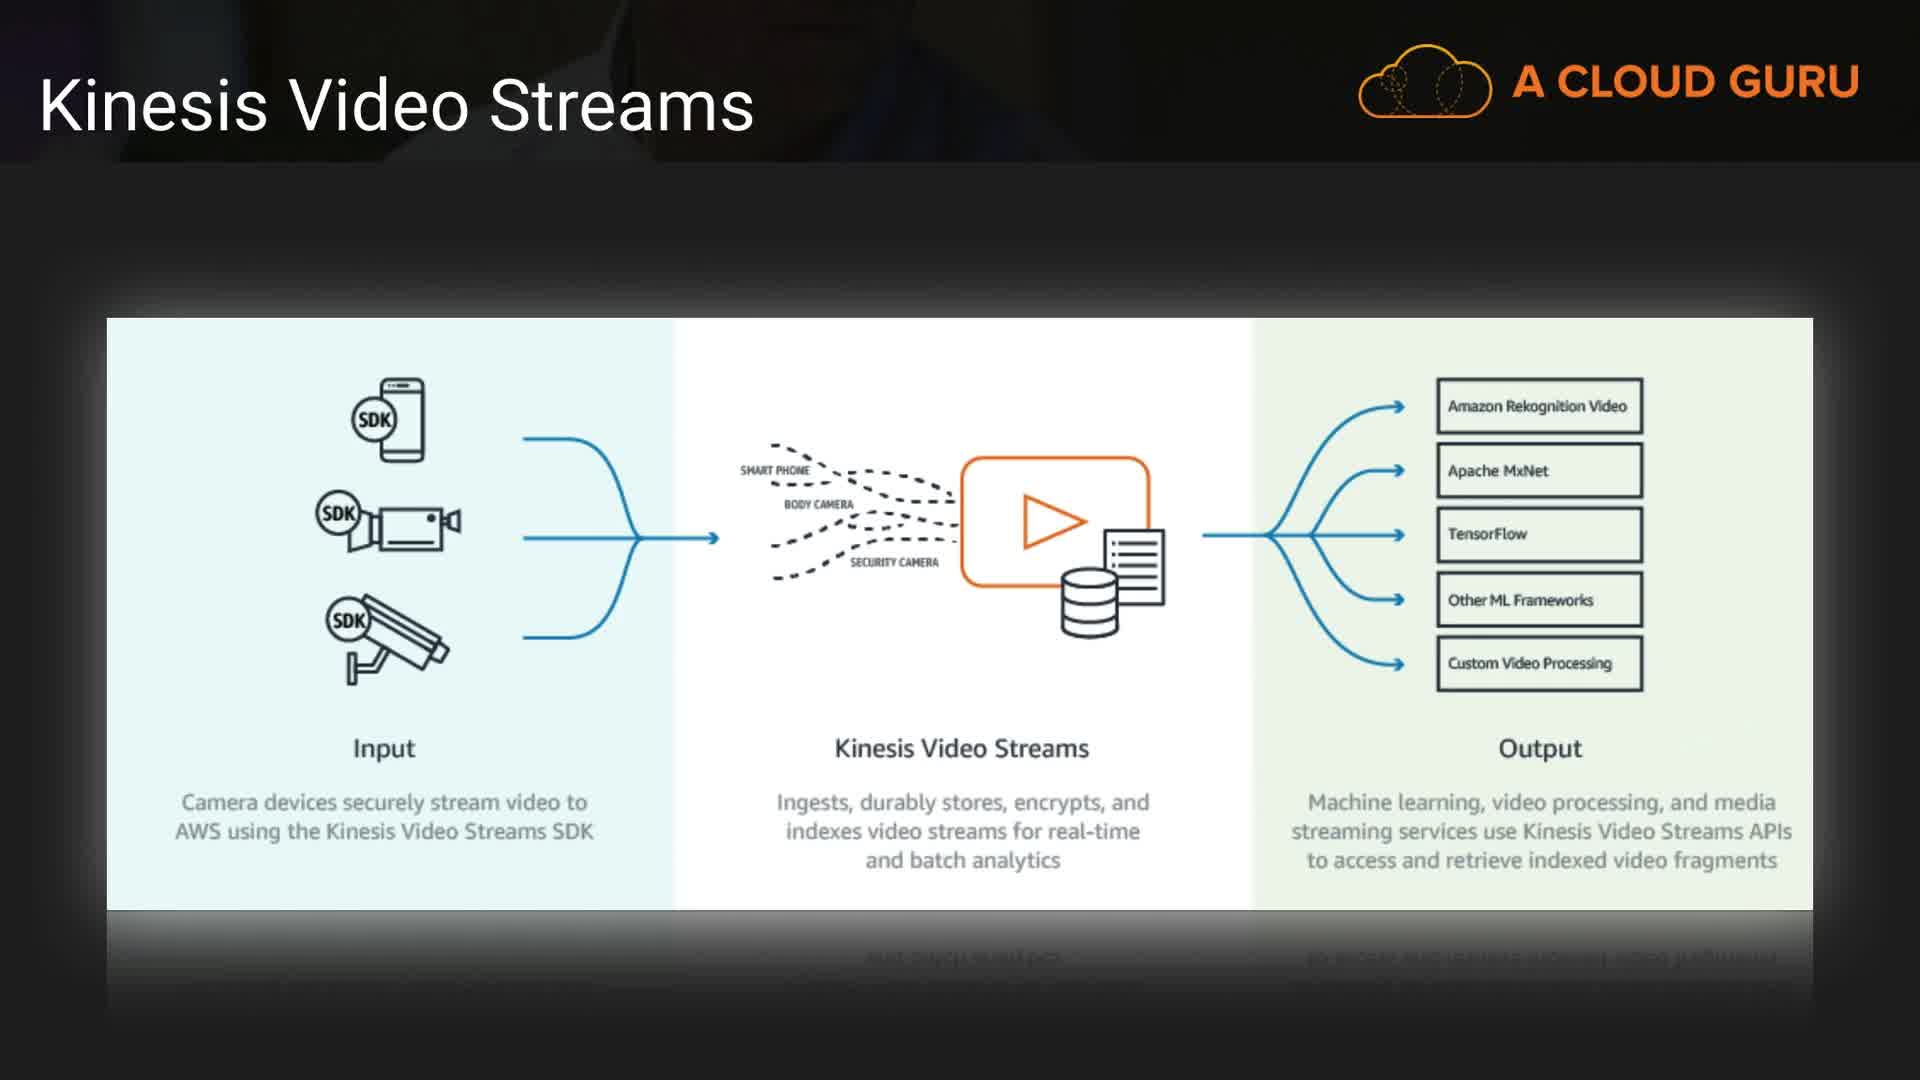 Kinesis Video Streams
A CLOUD GURU
SDK
SDK
SDK
Input
Camera devices securely stream video to
AWS using the Kinesis Video Streams SDK
SMART PHONE
BODY CAMERA
SECURITY CAMERA
Kinesis Video Streams
Ingests, durably stores, encrypts, and
indexes video streams for real-time
and batch analytics
Amazon Rekognition Video
Apache MxNet
TensorFlow
Other ML Frameworks
Custom Video Processing
Output
Machine learning, video processing, and media
streaming services use Kinesis Video Streams APIs
to access and retrieve indexed video fragments